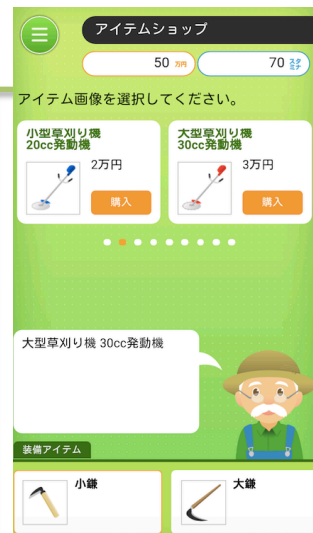 アイテムショップ
50 万円
70 スタミナ
アイテム画像を選択してください。
小型草刈り機
20cc発動機
2万円
購入
大型草刈り機
30cc発動機
3万円
購入
大型草刈り機 30cc発動機
装備アイテム
小鎌
大鎌